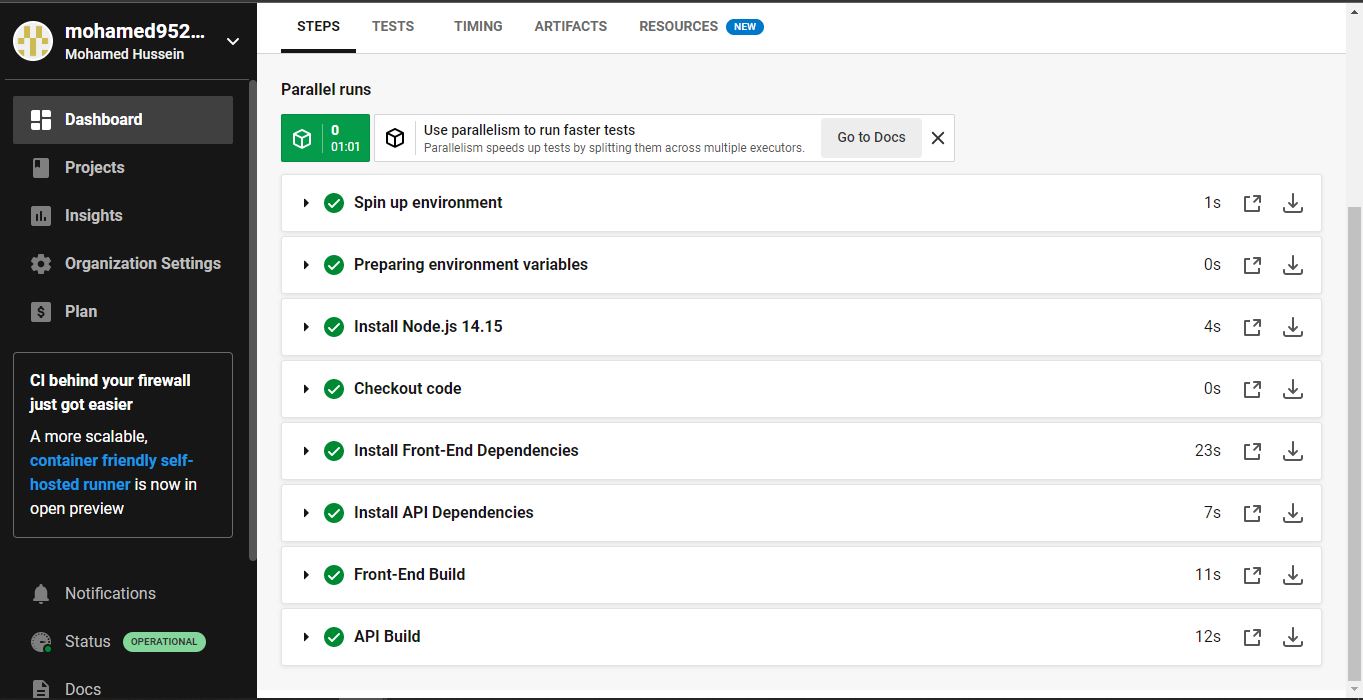 mohamed952...
Mohamed Hussein
Dashboard
Projects
Insights
Organization Settings
Plan
CI behind your firewall
just got easier
A more scalable,
container friendly self-
hosted runner is now in
open preview
Notifications
Status OPERATIONAL
Docs
STEPS TESTS TIMING ARTIFACTS RESOURCES NEW
Parallel runs
0
01:01
Use parallelism to run faster tests
Parallelism speeds up tests by splitting them across multiple executors.
Go to Docs
Spin up environment 1s
Preparing environment variables 0s
Install Node.js 14.15 4s
Checkout code 0s
Install Front-End Dependencies 23s
Install API Dependencies 7s
Front-End Build 11s
API Build 12s